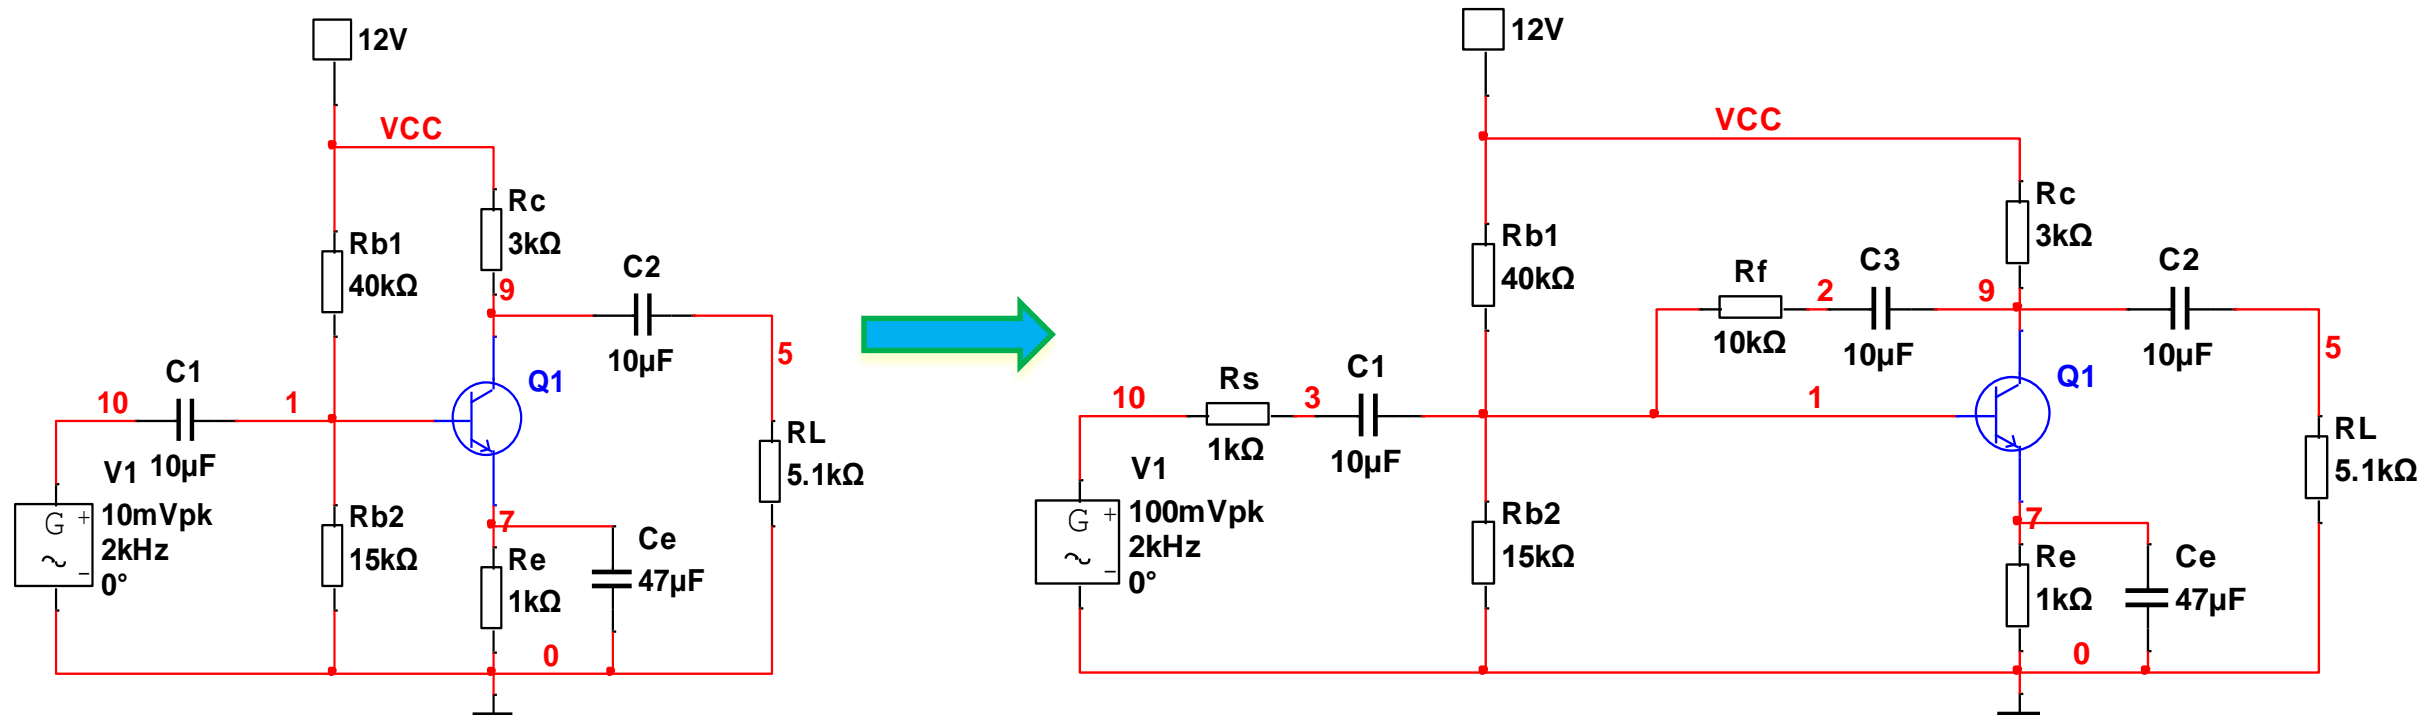 12V
VCC
Rc
3kΩ
Rb1
40kΩ
9
C2
10µF
5
Q1
C1
10µF
10
1
RL
5.1kΩ
V1
10mVpk
2kHz
0°
G
+
−
Rb2
15kΩ
7
Re
1kΩ
Ce
47µF
0
12V
VCC
Rc
3kΩ
Rb1
40kΩ
Rf
10kΩ
2
C3
10µF
9
C2
10µF
5
Q1
10
Rs
1kΩ
3
C1
10µF
1
RL
5.1kΩ
V1
100mVpk
2kHz
0°
G
+
−
Rb2
15kΩ
7
Re
1kΩ
Ce
47µF
0